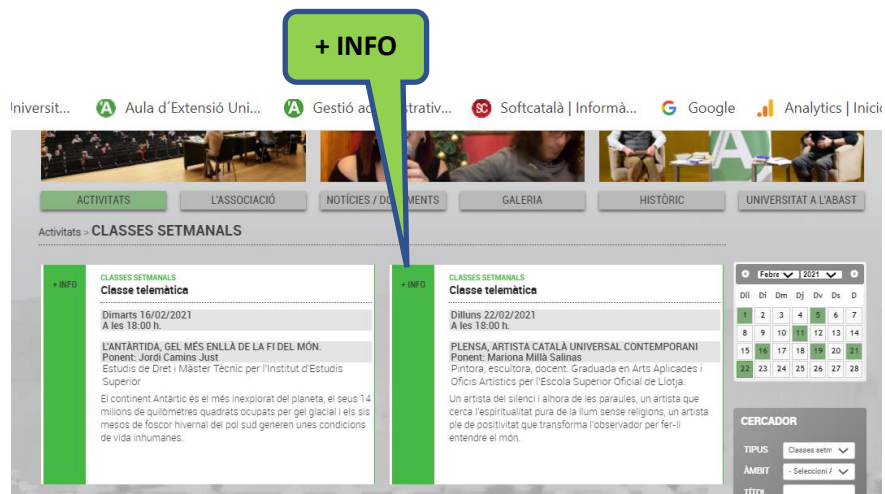 + INFO
Aula d´Extensió Uni...
Gestió ad
strativ...
Softcatalà | Informà...
Google
Analytics | Inici
ACTIVITATS
L'ASSOCIACIÓ
NOTÍCIES / DO
MENTS
GALERIA
HISTÒRIC
UNIVERSITAT A L'ABAST
Activitats > CLASSES SETMANALS
+ INFO
CLASSES SETMANALS
Classe telemàtica
Dimarts 16/02/2021
A les 18:00 h.
L'ANTÀRTIDA, GEL MÉS ENLLÀ DE LA FI DEL MÓN.
Ponent: Jordi Camins Just
Estudis de Dret i Màster Tècnic per l'Institut d'Estudis
Superior
El continent Antàrtic és el més inexplorat del planeta, el seus 14
milions de quilòmetres quadrats ocupats per gel glacial i els sis
mesos de foscor hivernal del pol sud generen unes condicions
de vida inhumanes.
+ INFO
CLASSES SETMANALS
Classe telemàtica
Dilluns 22/02/2021
A les 18:00 h.
PLENSA, ARTISTA CATALÀ UNIVERSAL CONTEMPORANI
Ponent: Mariona Millà Salinas
Pintora, escultora, docent. Graduada en Arts Aplicades i
Oficis Artístics per l'Escola Superior Oficial de Llotja.
Un artista del silenci i alhora de les paraules, un artista que
cerca l'espiritualitat pura de la llum sense religions, un artista
ple de positivitat que transforma l'observador per fer-li
entendre el món.
Febre 2021
Dll Di Dm Dj Dv Ds D
1 2 3 4 5 6 7
8 9 10 11 12 13 14
15 16 17 18 19 20 21
22 23 24 25 26 27 28
CERCADOR
TIPUS Classes setm
ÀMBIT - Seleccioni
TÍTOL